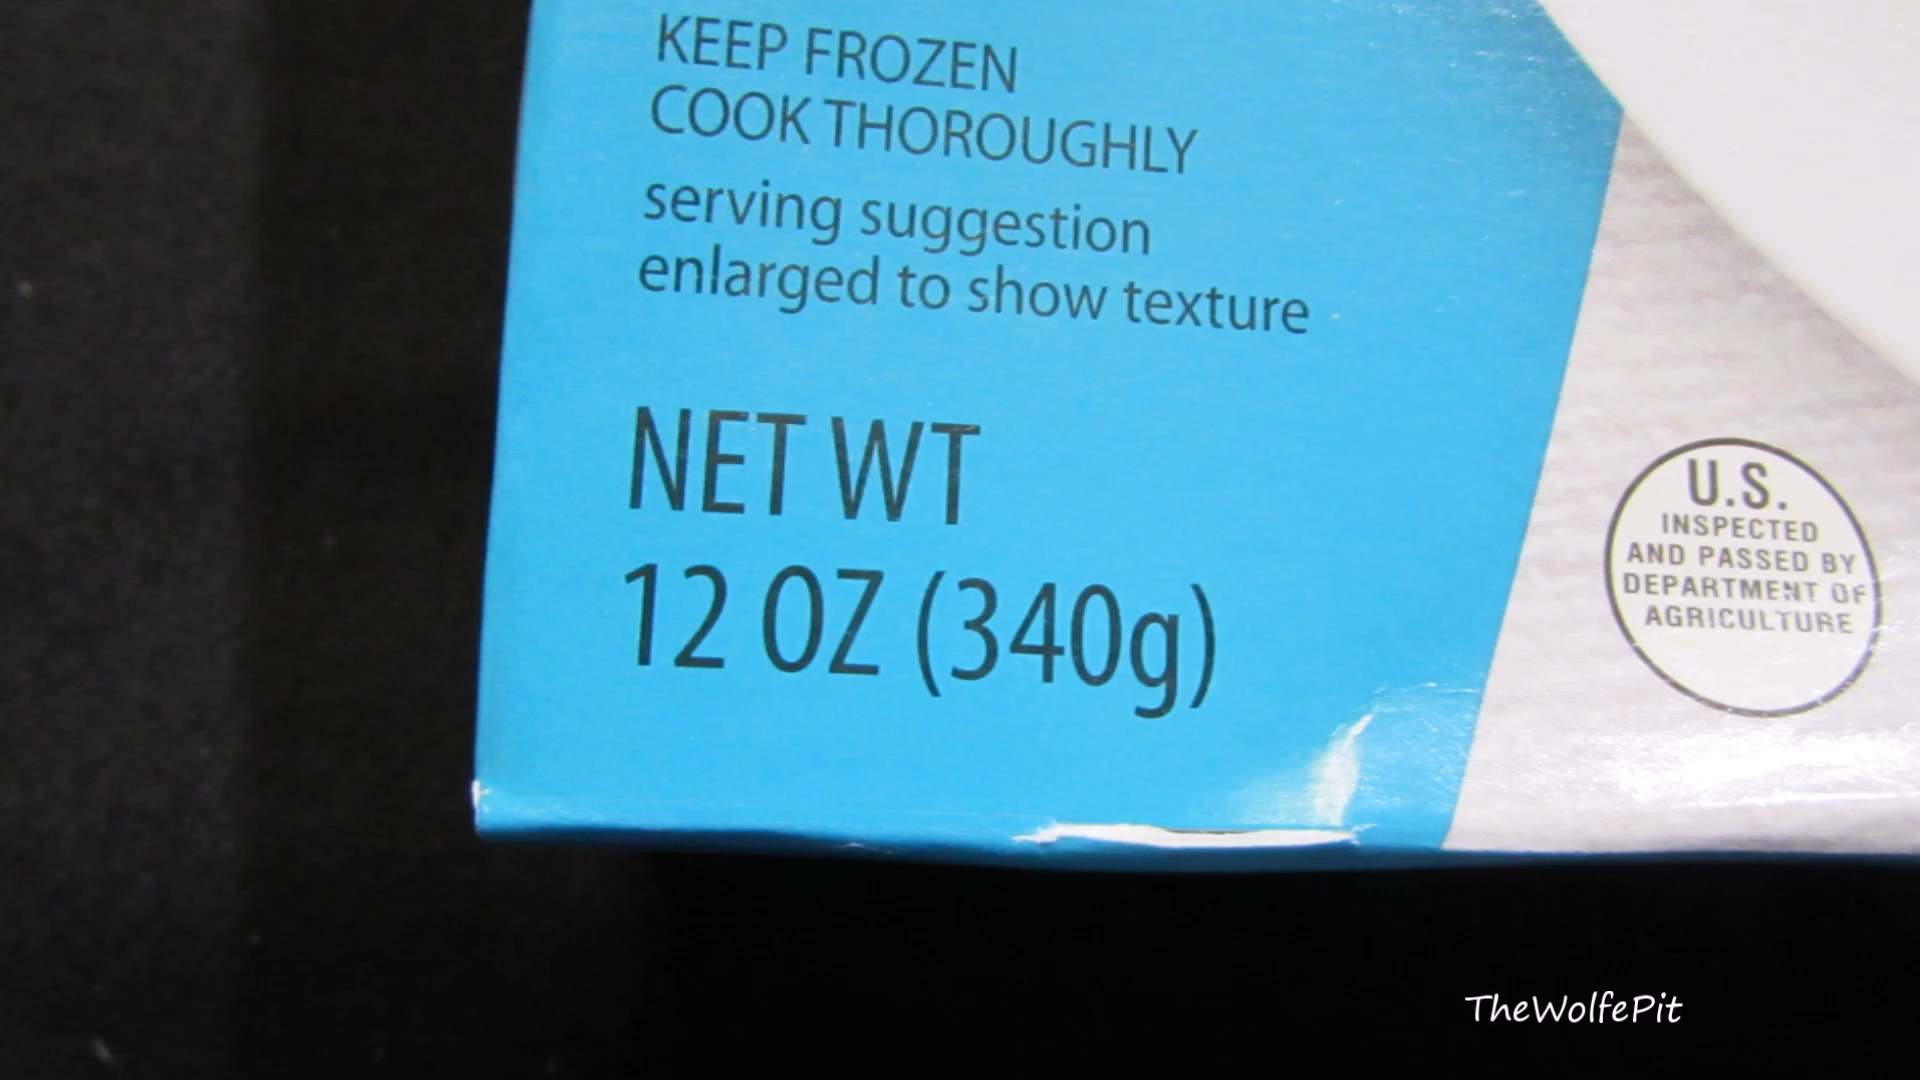 KEEP FROZEN
COOK THOROUGHLY
serving suggestion
enlarged to show texture
NET WT
12 OZ (340g)
U.S.
INSPECTED
AND PASSED BY
DEPARTMENT OF
AGRICULTURE
TheWolfePit